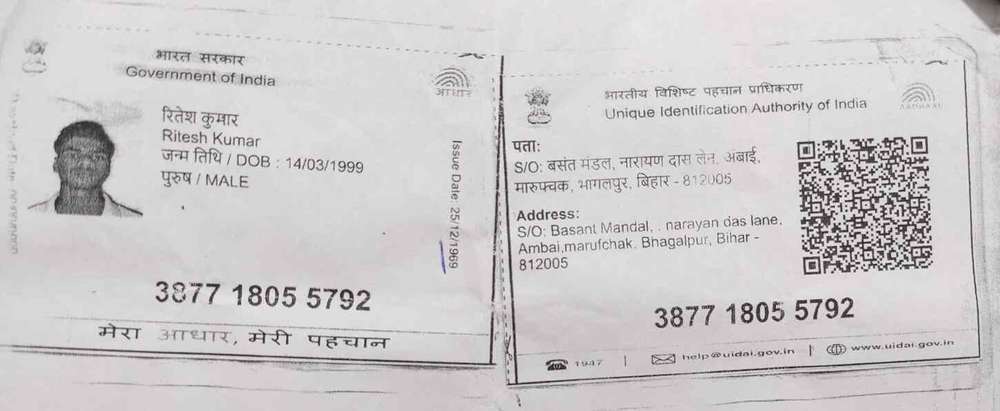 भारत सरकार
Government of India
आधार
रितेश कुमार
Ritesh Kumar
जन्म तिथि / DOB : 14/03/1999
पुरुष / MALE
Issue Date: 25/12/1969
3877 1805 5792
मेरा आधार, मेरी पहचान
भारतीय विशिष्ट पहचान प्राधिकरण
Unique Identification Authority of India
AADHAAR
पता:
S/O: बसंत मंडल, नारायण दास लेन, अंबाई,
मारुफ्चक, भागलपुर, बिहार - 812005
Address:
S/O: Basant Mandal, . narayan das lane,
Ambai,marufchak, Bhagalpur, Bihar -
812005
3877 1805 5792
1947 | help@uidai.gov.in | www.uidai.gov.in